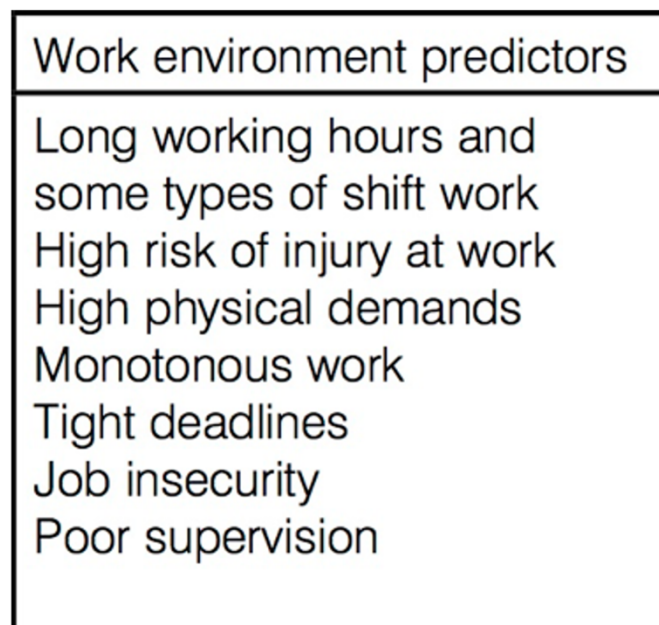 Work environment predictors
Long working hours and
some types of shift work
High risk of injury at work
High physical demands
Monotonous work
Tight deadlines
Job insecurity
Poor supervision